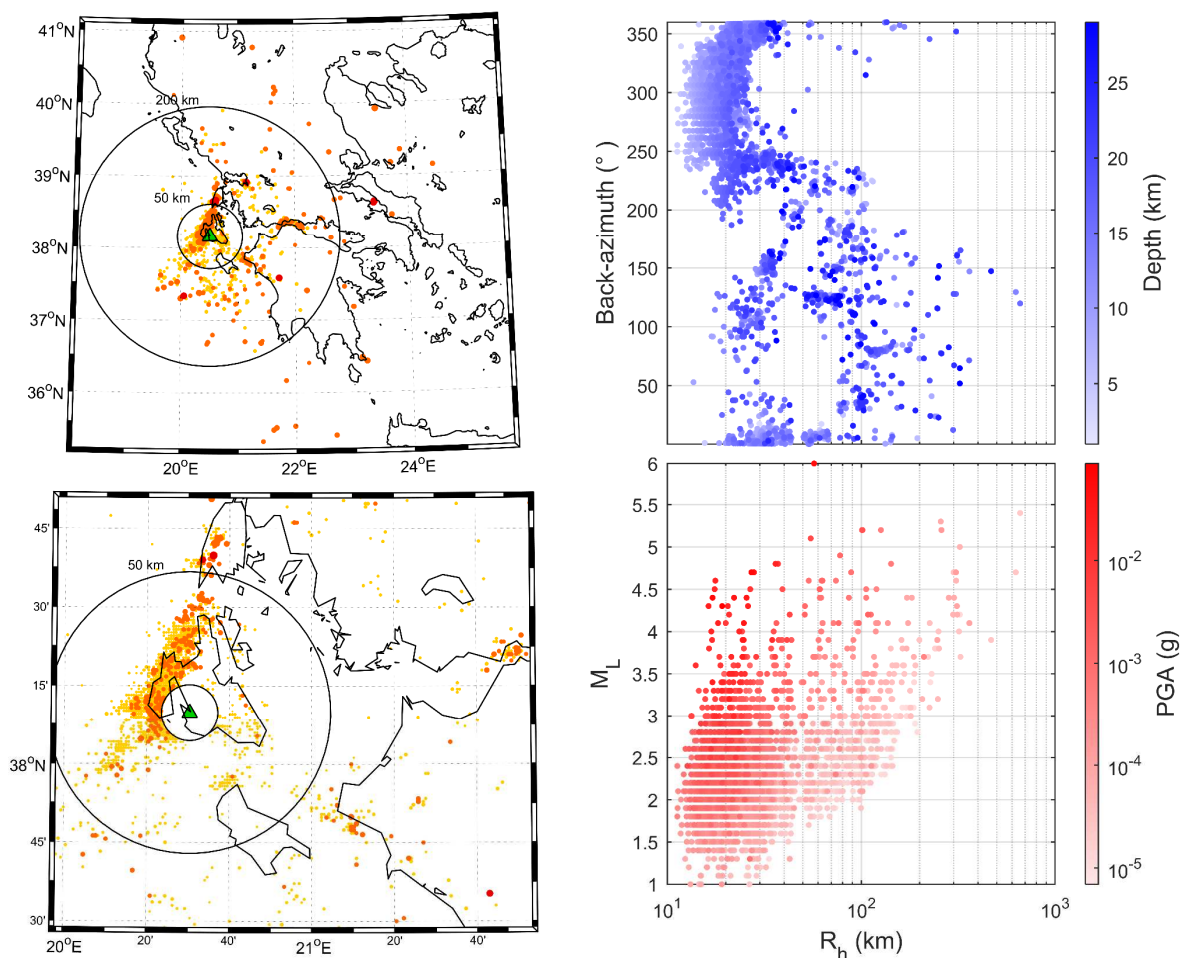 41°N
40°N
39°N
38°N
37°N
36°N
20°E
22°E
24°E
200 km
50 km
45'
30'
15'
38°N
45'
30'
20°E
20'
40'
21°E
20'
40'
50 km
350
300
250
200
150
100
50
Back-azimuth (°)
25
20
15
10
5
Depth (km)
6
5.5
5
4.5
4
3.5
3
2.5
2
1.5
1
M_L
10^1
10^2
10^3
R_h (km)
10^-2
10^-3
10^-4
10^-5
PGA (g)